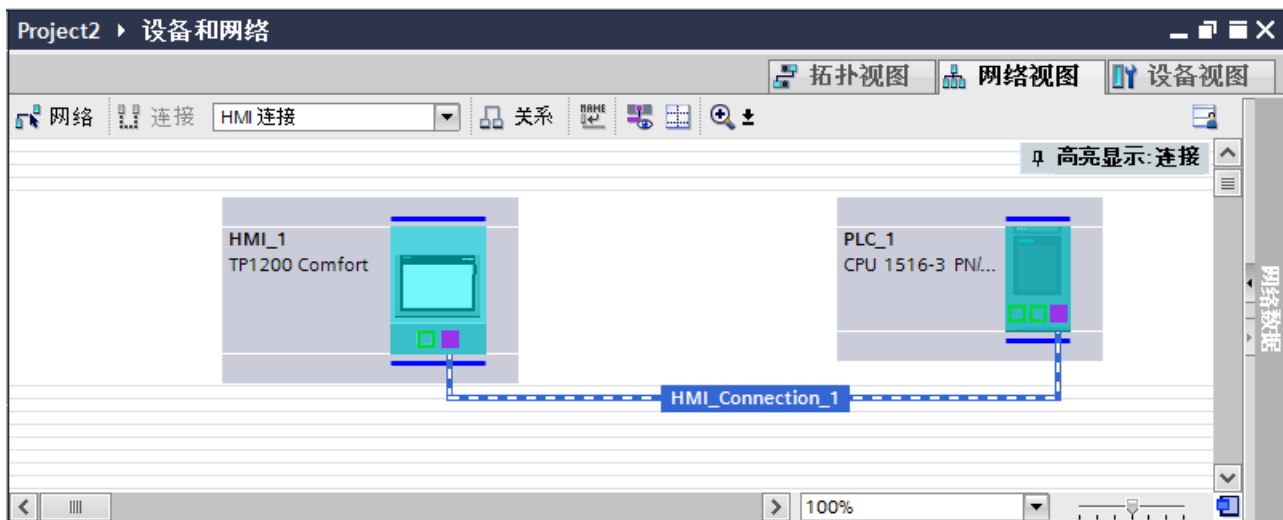 Project2 ▸ 设备和网络
拓扑视图 网络视图 设备视图
网络 连接 HMI 连接 关系
高亮显示: 连接
HMI_1
TP1200 Comfort
PLC_1
CPU 1516-3 PN/...
HMI_Connection_1
网络数据
100%